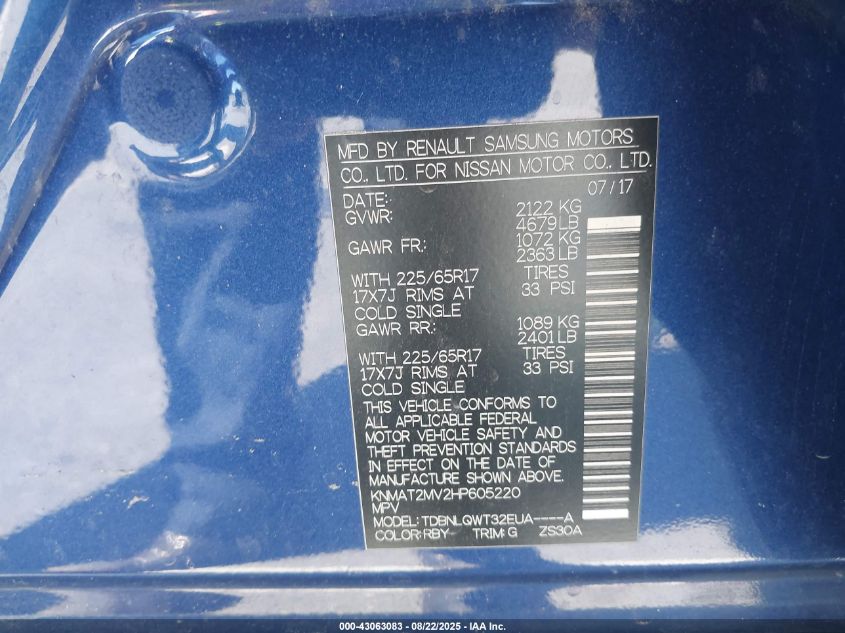 MFD BY RENAULT SAMSUNG MOTORS
CO., LTD. FOR NISSAN MOTOR CO., LTD.
DATE: 07/17
GVWR: 2122 KG
4679 LB
GAWR FR.: 1072 KG
2363 LB
WITH 225/65R17 TIRES
17X7J RIMS AT 33 PSI
COLD SINGLE
GAWR RR.: 1089 KG
2401 LB
WITH 225/65R17 TIRES
17X7J RIMS AT 33 PSI
COLD SINGLE
THIS VEHICLE CONFORMS TO
ALL APPLICABLE FEDERAL
MOTOR VEHICLE SAFETY AND
THEFT PREVENTION STANDARDS
IN EFFECT ON THE DATE OF
MANUFACTURE SHOWN ABOVE.
KNMAT2MV2HP605220
MPV
MODEL: TDBNLQWT32EUA----A
COLOR: RBY TRIM: G ZS30A
000-43063083 - 08/22/2025 - IAA Inc.